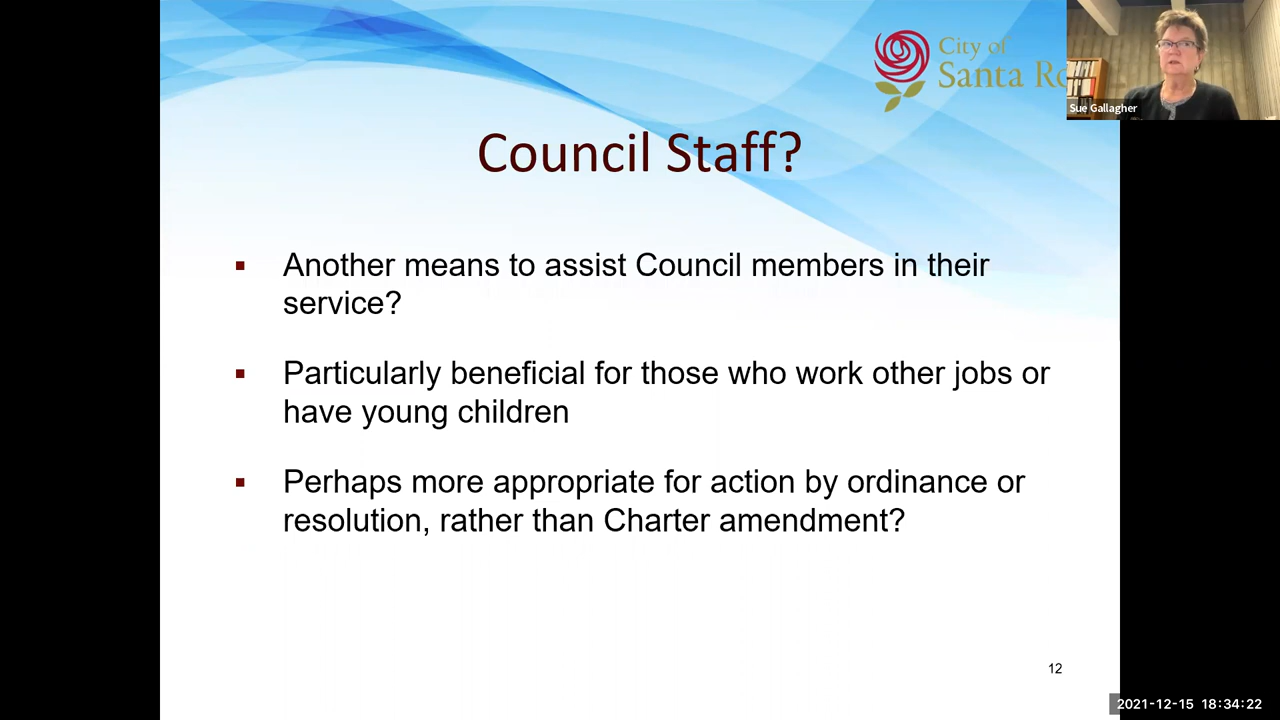 City of
Santa Ro
Sue Gallagher
Council Staff?
▪ Another means to assist Council members in their
service?
▪ Particularly beneficial for those who work other jobs or
have young children
▪ Perhaps more appropriate for action by ordinance or
resolution, rather than Charter amendment?
12
2021-12-15 18:34:22